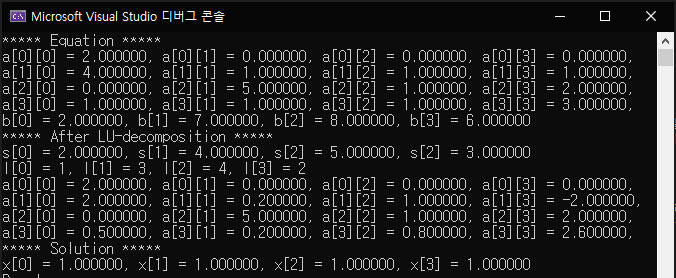 Microsoft Visual Studio 디버그 콘솔
***** Equation *****
a[0][0] = 2.000000, a[0][1] = 0.000000, a[0][2] = 0.000000, a[0][3] = 0.000000,
a[1][0] = 4.000000, a[1][1] = 1.000000, a[1][2] = 1.000000, a[1][3] = 1.000000,
a[2][0] = 0.000000, a[2][1] = 5.000000, a[2][2] = 1.000000, a[2][3] = 2.000000,
a[3][0] = 1.000000, a[3][1] = 1.000000, a[3][2] = 1.000000, a[3][3] = 3.000000,
b[0] = 2.000000, b[1] = 7.000000, b[2] = 8.000000, b[3] = 6.000000
***** After LU-decomposition *****
s[0] = 2.000000, s[1] = 4.000000, s[2] = 5.000000, s[2] = 3.000000
l[0] = 1, l[1] = 3, l[2] = 4, l[3] = 2
a[0][0] = 2.000000, a[0][1] = 0.000000, a[0][2] = 0.000000, a[0][3] = 0.000000,
a[1][0] = 2.000000, a[1][1] = 0.200000, a[1][2] = 1.000000, a[1][3] = -2.000000,
a[2][0] = 0.000000, a[2][1] = 5.000000, a[2][2] = 1.000000, a[2][3] = 2.000000,
a[3][0] = 0.500000, a[3][1] = 0.200000, a[3][2] = 0.800000, a[3][3] = 2.600000,
***** Solution *****
x[0] = 1.000000, x[1] = 1.000000, x[2] = 1.000000, x[3] = 1.000000